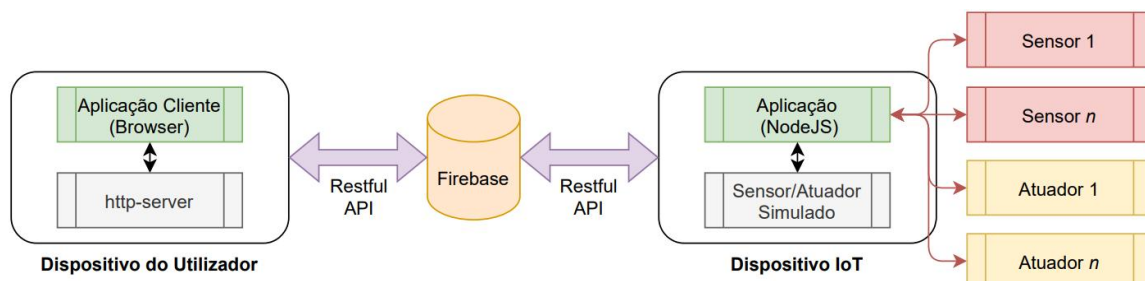 Aplicação Cliente
(Browser)
http-server
Dispositivo do Utilizador
Restful
API
Firebase
Restful
API
Aplicação
(NodeJS)
Sensor/Atuador
Simulado
Dispositivo IoT
Sensor 1
Sensor n
Atuador 1
Atuador n